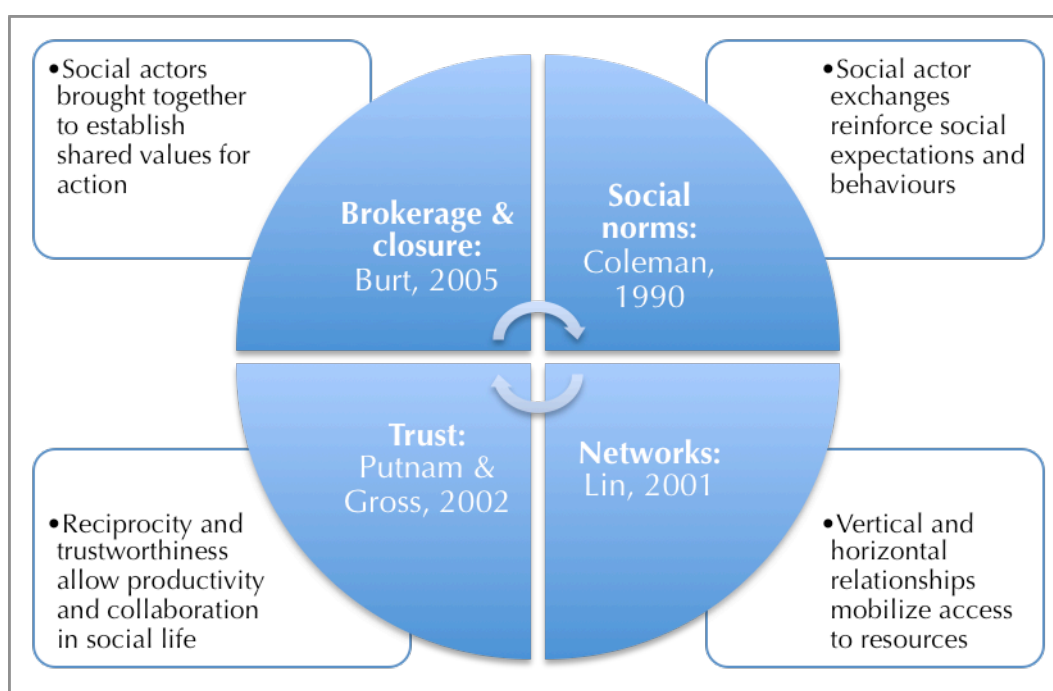 •Social actors
brought together
to establish
shared values for
action
Brokerage &
closure:
Burt, 2005
Social
norms:
Coleman,
1990
•Social actor
exchanges
reinforce social
expectations and
behaviours
•Reciprocity and
trustworthiness
allow productivity
and collaboration
in social life
Trust:
Putnam &
Gross, 2002
Networks:
Lin, 2001
•Vertical and
horizontal
relationships
mobilize access
to resources